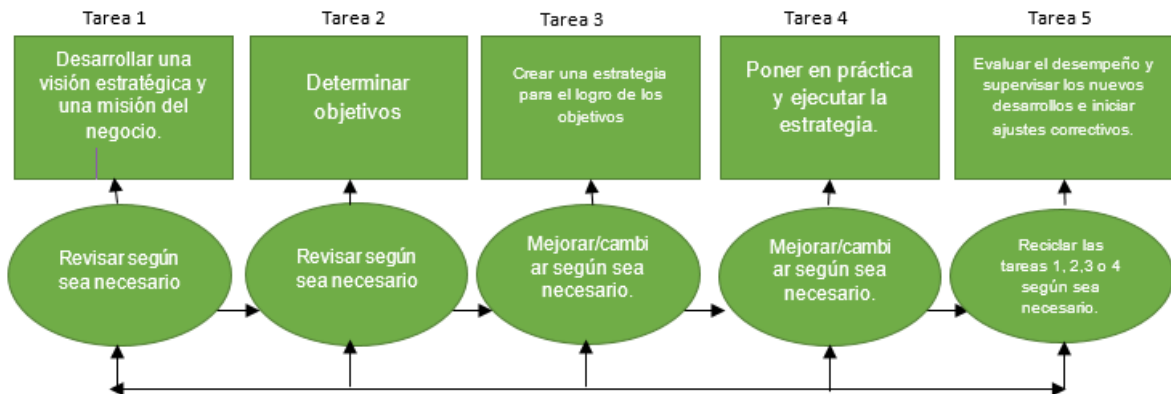 Tarea 1
Tarea 2
Tarea 3
Tarea 4
Tarea 5
Desarrollar una
visión estratégica y
una misión del
negocio.
Determinar
objetivos
Crear una estrategia
para el logro de los
objetivos
Poner en práctica
y ejecutar la
estrategia.
Evaluar el desempeño y
supervisar los nuevos
desarrollos e iniciar
ajustes correctivos.
Revisar según
sea necesario
Revisar según
sea necesario
Mejorar/cambi
ar según sea
necesario.
Mejorar/cambi
ar según sea
necesario.
Reciclar las
tareas 1, 2,3 o 4
según sea
necesario.